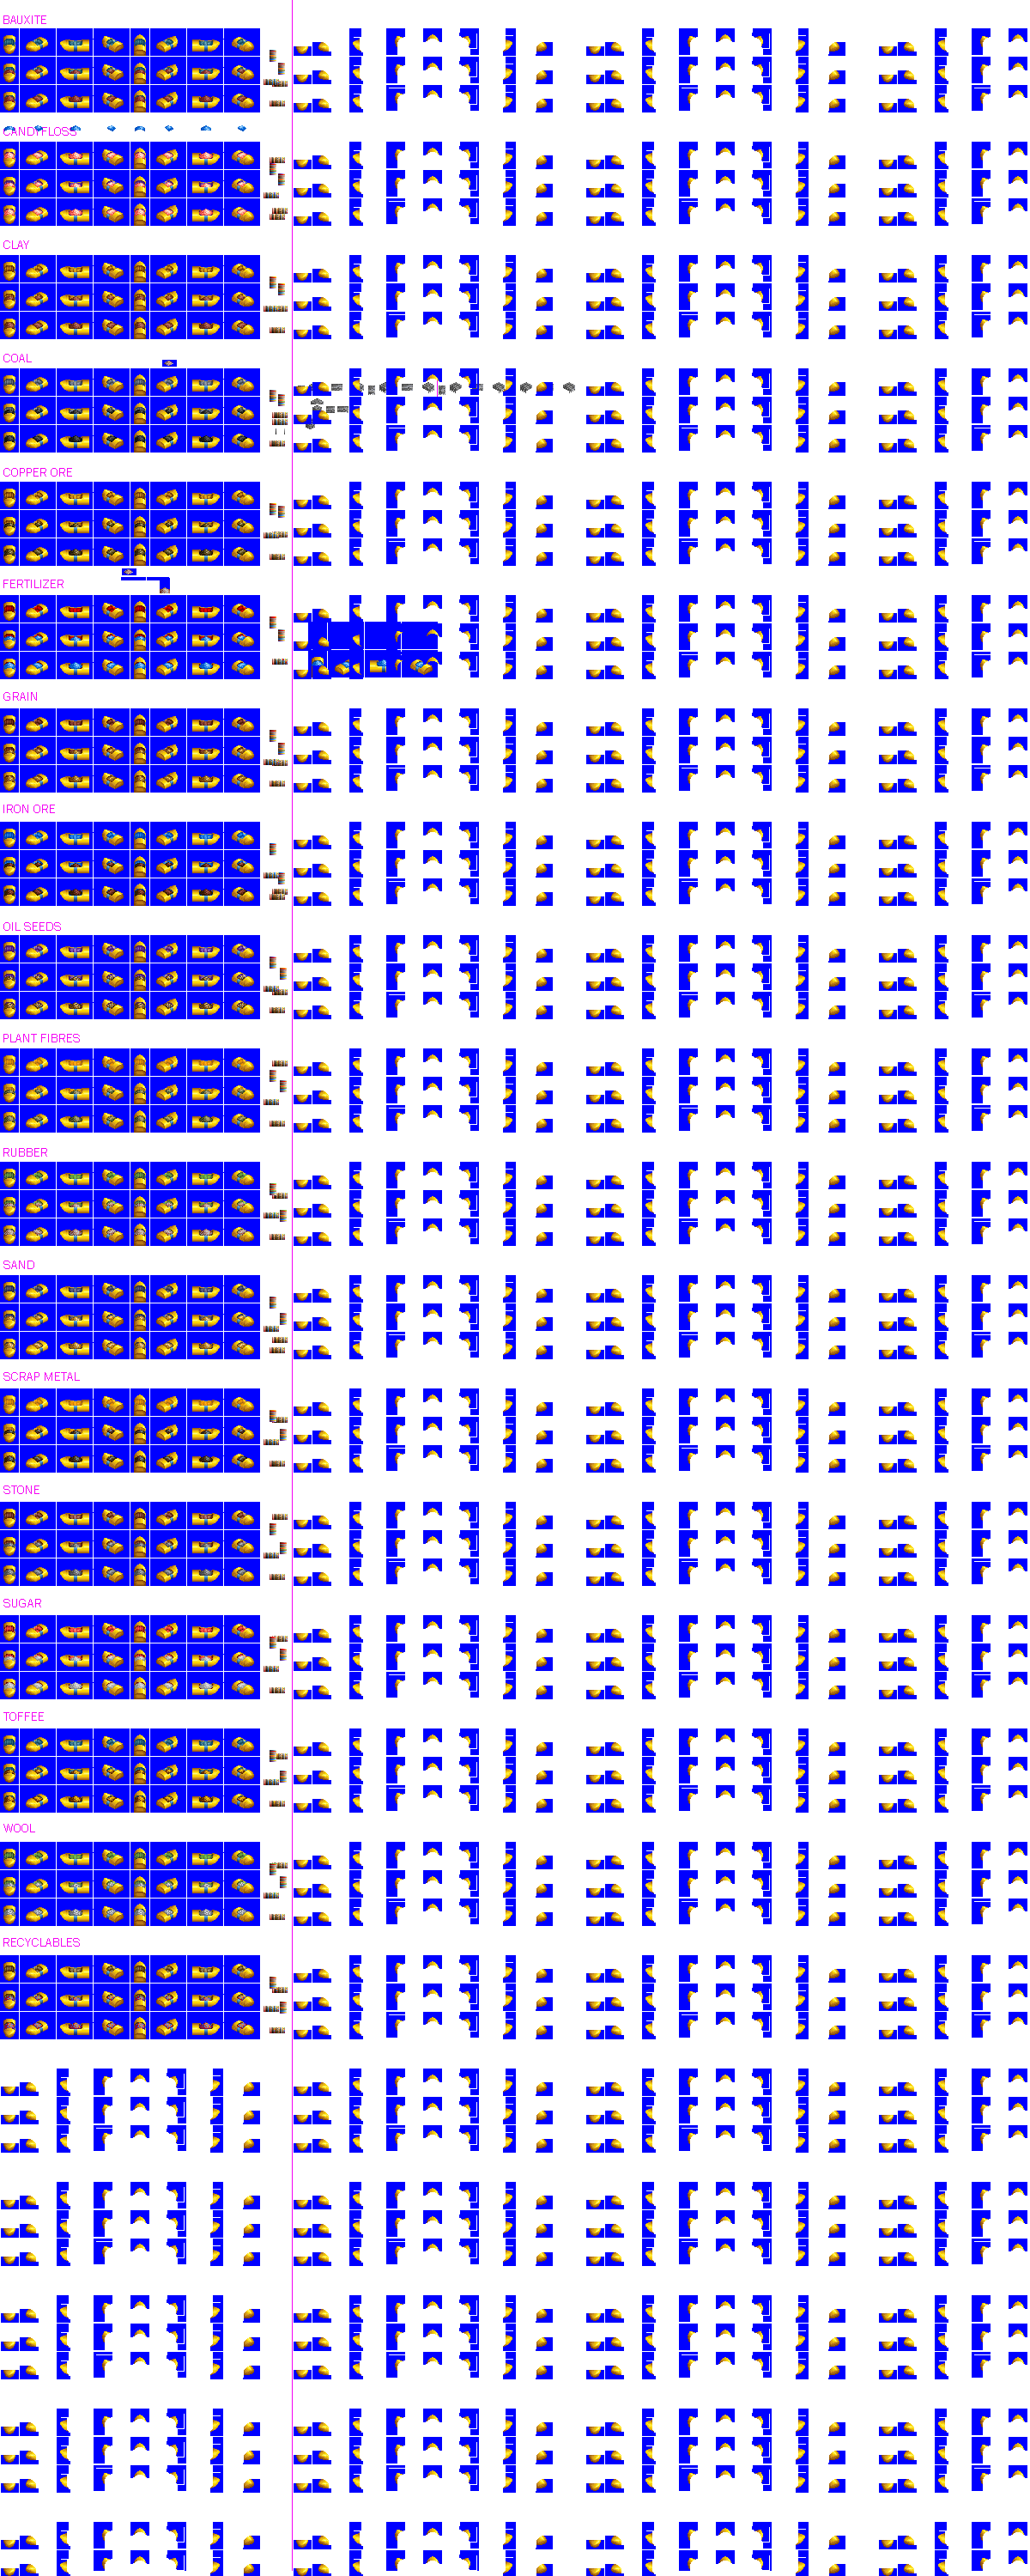 BAUXITE
CANDYFLOSS
CLAY
COAL
COPPER ORE
FERTILIZER
GRAIN
IRON ORE
OIL SEEDS
PLANT FIBRES
RUBBER
SAND
SCRAP METAL
STONE
SUGAR
TOFFEE
WOOL
RECYCLABLES